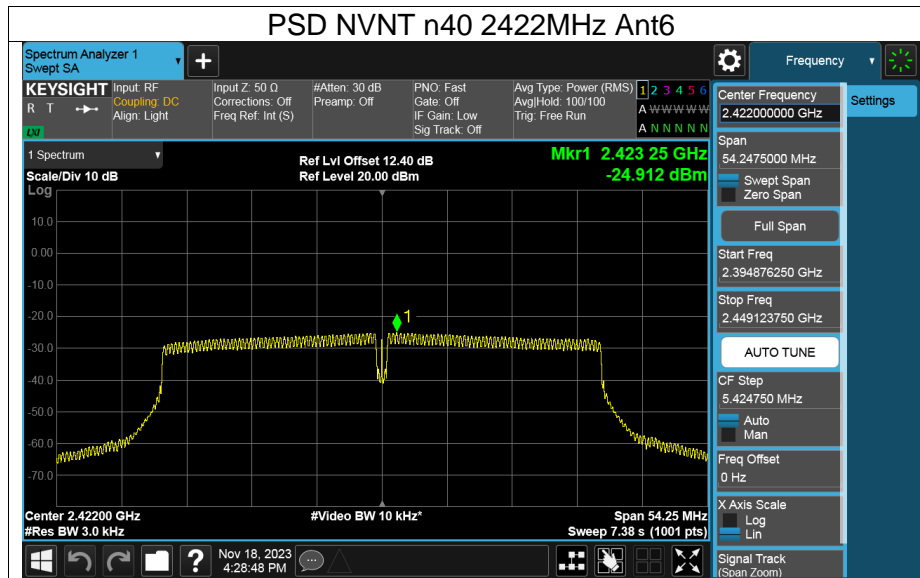 PSD NVNT n40 2422MHz Ant6
Spectrum Analyzer 1
Swept SA
+
Frequency
KEYSIGHT
R T
LXI
Input: RF
Coupling: DC
Align: Light
Input Z: 50 Ω
Corrections: Off
Freq Ref: Int (S)
#Atten: 30 dB
Preamp: Off
PNO: Fast
Gate: Off
IF Gain: Low
Sig Track: Off
Avg Type: Power (RMS)
Avg|Hold: 100/100
Trig: Free Run
1 2 3 4 5 6
A W W W W W
A N N N N N
Center Frequency
2.422000000 GHz
Settings
1 Spectrum
Scale/Div 10 dB
Log
Ref Lvl Offset 12.40 dB
Ref Level 20.00 dBm
Mkr1 2.423 25 GHz
-24.912 dBm
10.0
0.00
-10.0
-20.0
-30.0
-40.0
-50.0
-60.0
-70.0
1
Center 2.42200 GHz
#Res BW 3.0 kHz
#Video BW 10 kHz*
Span 54.25 MHz
Sweep 7.38 s (1001 pts)
Span
54.2475000 MHz
Swept Span
Zero Span
Full Span
Start Freq
2.394876250 GHz
Stop Freq
2.449123750 GHz
AUTO TUNE
CF Step
5.424750 MHz
Auto
Man
Freq Offset
0 Hz
X Axis Scale
Log
Lin
Signal Track
(Span Zoom)
?
Nov 18, 2023
4:28:48 PM